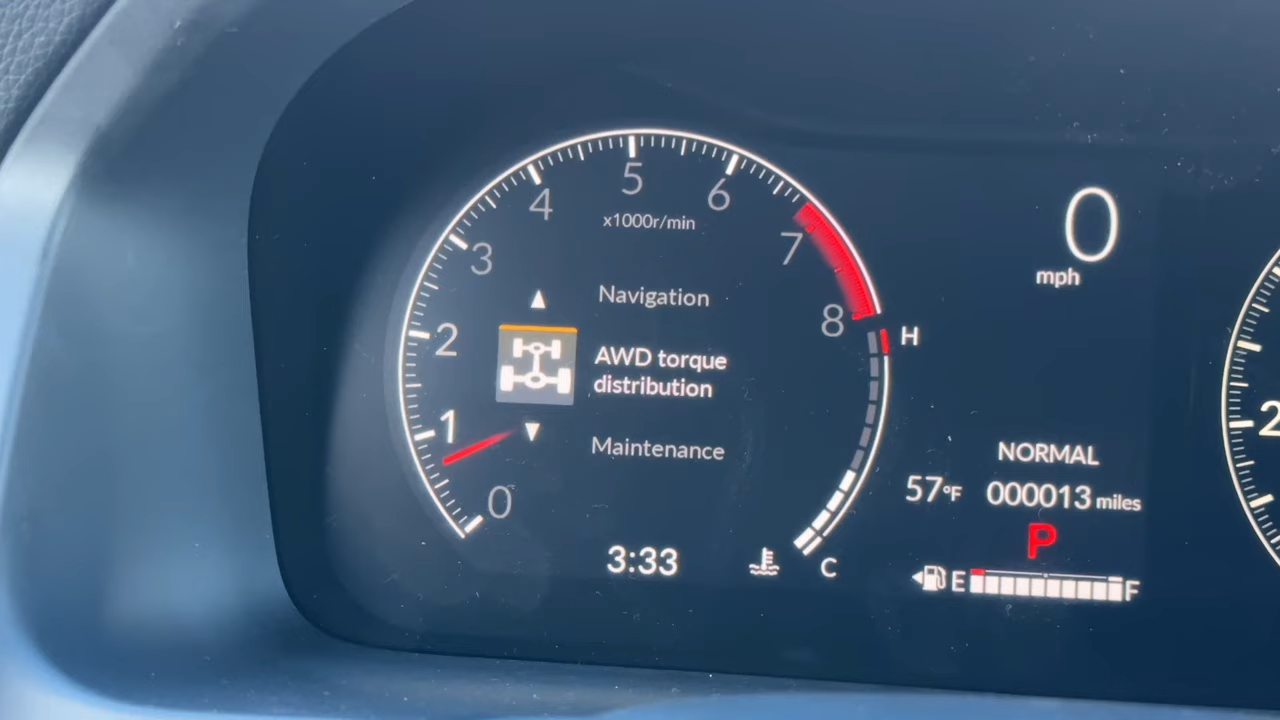 5
6
4
x1000r/min
3
7
0
mph
Navigation
2
8
H
AWD torque
distribution
1
Maintenance
2
NORMAL
57°F
000013 miles
0
P
3:33
C
E
F